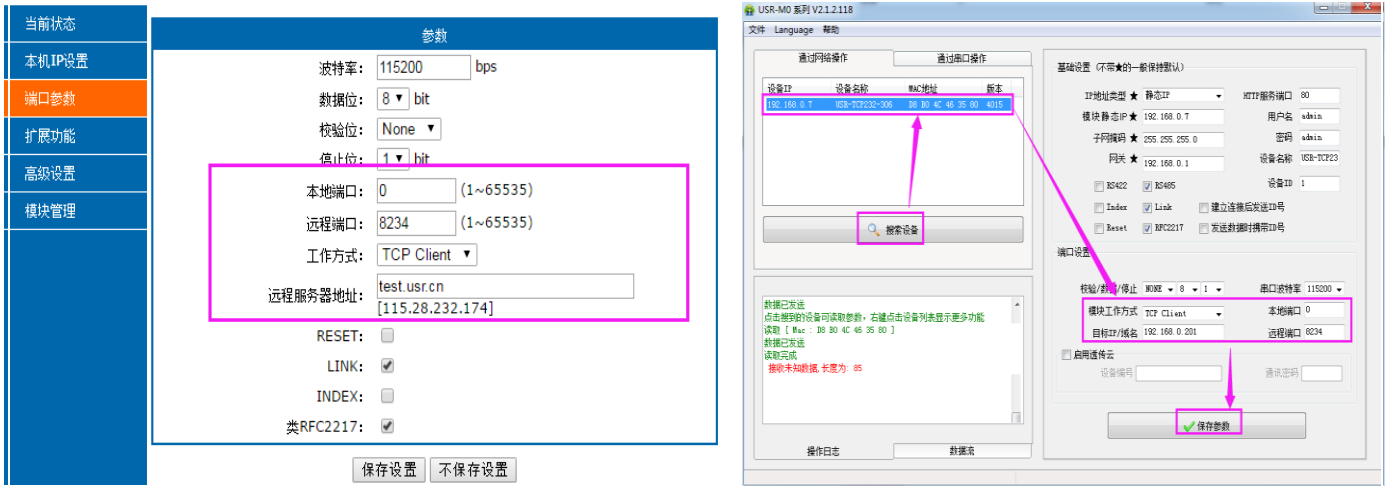 当前状态
本机IP设置
端口参数
扩展功能
高级设置
模块管理
参数
波特率： 115200 bps
数据位： 8 bit
校验位： None
停止位： 1 bit
本地端口： 0 (1~65535)
远程端口： 8234 (1~65535)
工作方式： TCP Client
远程服务器地址： test.usr.cn
[115.28.232.174]
RESET：
LINK：
INDEX：
类RFC2217：
保存设置 不保存设置
USR-M0 系列 V2.1.2.118
文件 Language 帮助
通过网络操作 通过串口操作
设备IP 设备名称 MAC地址 版本
192.168.0.7 USR-TCP232-306 D8 B0 4C 46 35 80 4015
搜索设备
数据已发送
点击搜到的设备可读取参数，右键点击设备列表显示更多功能
读取 [ Mac : D8 B0 4C 46 35 80 ]
数据已发送
读取完成
接收未知数据,长度为: 85
操作日志 数据流
基础设置 (不带★的一般保持默认)
IP地址类型 ★ 静态IP HTTP服务端口 80
模块静态IP★ 192.168.0.7 用户名 admin
子网掩码 ★ 255.255.255.0 密码 admin
网关 ★ 192.168.0.1 设备名称 USR-TCP23
RS422 RS485 设备ID 1
Index Link 建立连接后发送ID号
Reset RFC2217 发送数据时携带ID号
端口设置
校验/数据/停止 NONE 8 1 串口波特率 115200
模块工作方式 TCP Client 本地端口 0
目标IP/域名 192.168.0.201 远程端口 8234
启用透传云
设备编号 通讯密码
保存参数